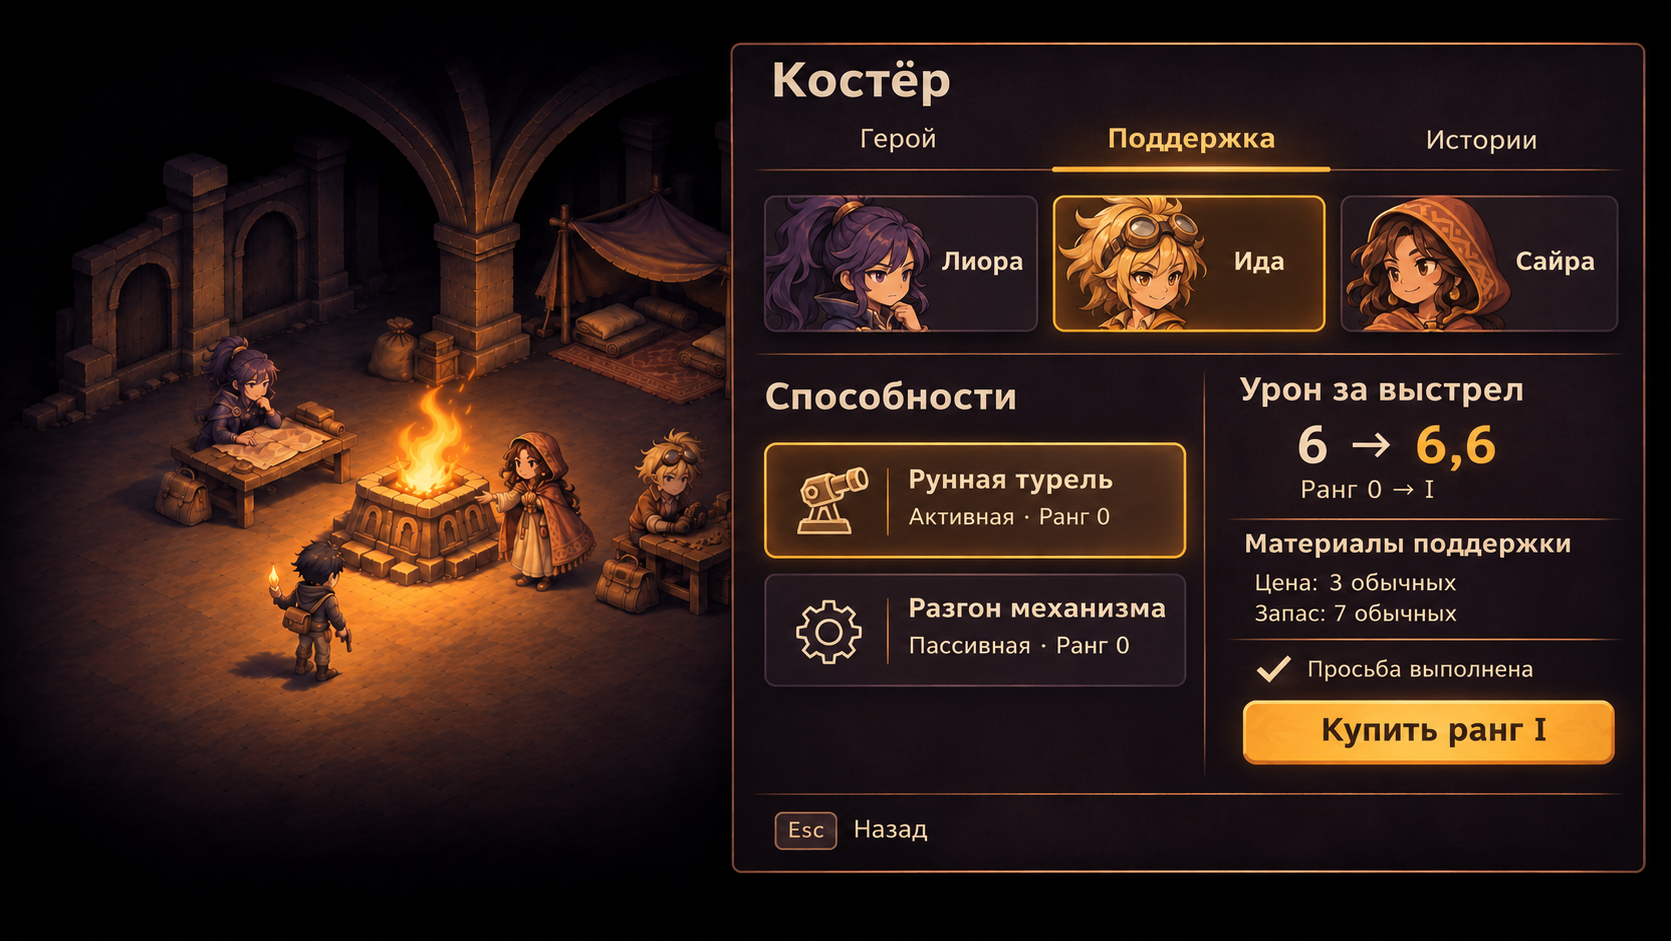 Костёр
Герой
Поддержка
Истории
Лиора
Ида
Сайра
Способности
Рунная турель
Активная · Ранг 0
Разгон механизма
Пассивная · Ранг 0
Урон за выстрел
6 → 6,6
Ранг 0 → I
Материалы поддержки
Цена: 3 обычных
Запас: 7 обычных
Просьба выполнена
Купить ранг I
Esc Назад